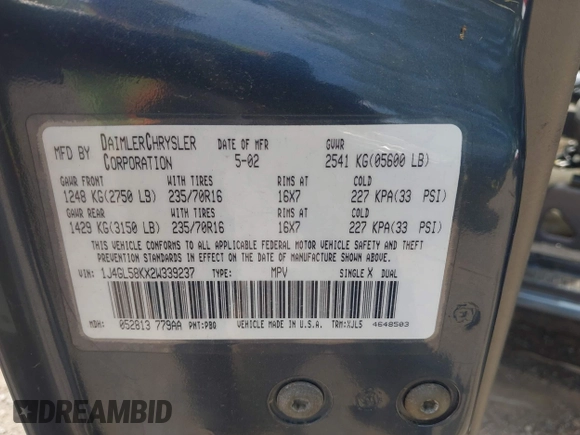 MFD BY DAIMLERCHRYSLER CORPORATION DATE OF MFR 5-02 GVWR 2541 KG(05600 LB)
GAWR FRONT WITH TIRES RIMS AT COLD
1248 KG(2750 LB) 235/70R16 16X7 227 KPA(33 PSI)
GAWR REAR WITH TIRES RIMS AT COLD
1429 KG(3150 LB) 235/70R16 16X7 227 KPA(33 PSI)
THIS VEHICLE CONFORMS TO ALL APPLICABLE FEDERAL MOTOR VEHICLE SAFETY AND THEFT
PREVENTION STANDARDS IN EFFECT ON THE DATE OF MANUFACTURE SHOWN ABOVE.
VIN: 1J4GL58KX2W339237 TYPE: MPV SINGLE X DUAL
MDH: 052813 779AA PNT:PB8 VEHICLE MADE IN U.S.A. TRM:XJLS 4648503
DREAMBID